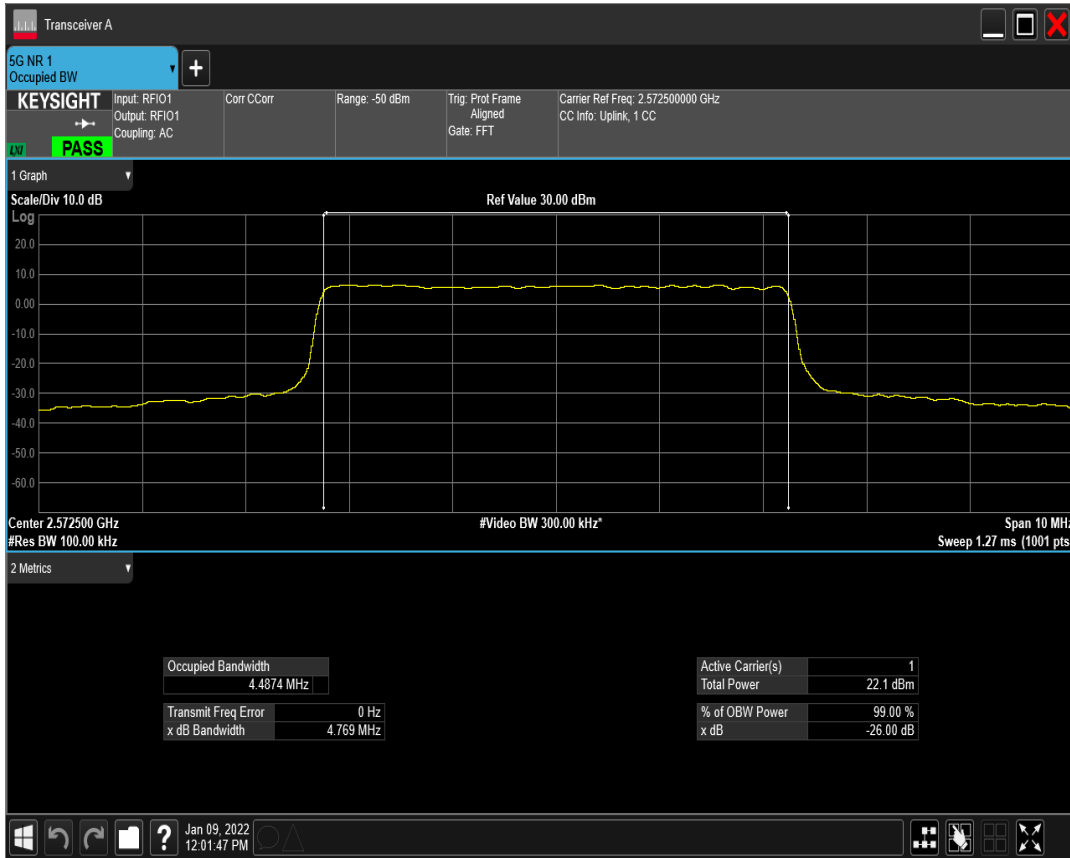 Transceiver A
5G NR 1
Occupied BW
+
KEYSIGHT
LXI
PASS
Input: RFIO1
Output: RFIO1
Coupling: AC
Corr CCorr
Range: -50 dBm
Trig: Prot Frame
Aligned
Gate: FFT
Carrier Ref Freq: 2.572500000 GHz
CC Info: Uplink, 1 CC
1 Graph
Scale/Div 10.0 dB
Ref Value 30.00 dBm
Log
20.0
10.0
0.00
-10.0
-20.0
-30.0
-40.0
-50.0
-60.0
Center 2.572500 GHz
#Video BW 300.00 kHz*
Span 10 MHz
#Res BW 100.00 kHz
Sweep 1.27 ms (1001 pts
2 Metrics
Occupied Bandwidth
4.4874 MHz
Transmit Freq Error 0 Hz
x dB Bandwidth 4.769 MHz
Active Carrier(s) 1
Total Power 22.1 dBm
% of OBW Power 99.00 %
x dB -26.00 dB
?
Jan 09, 2022
12:01:47 PM